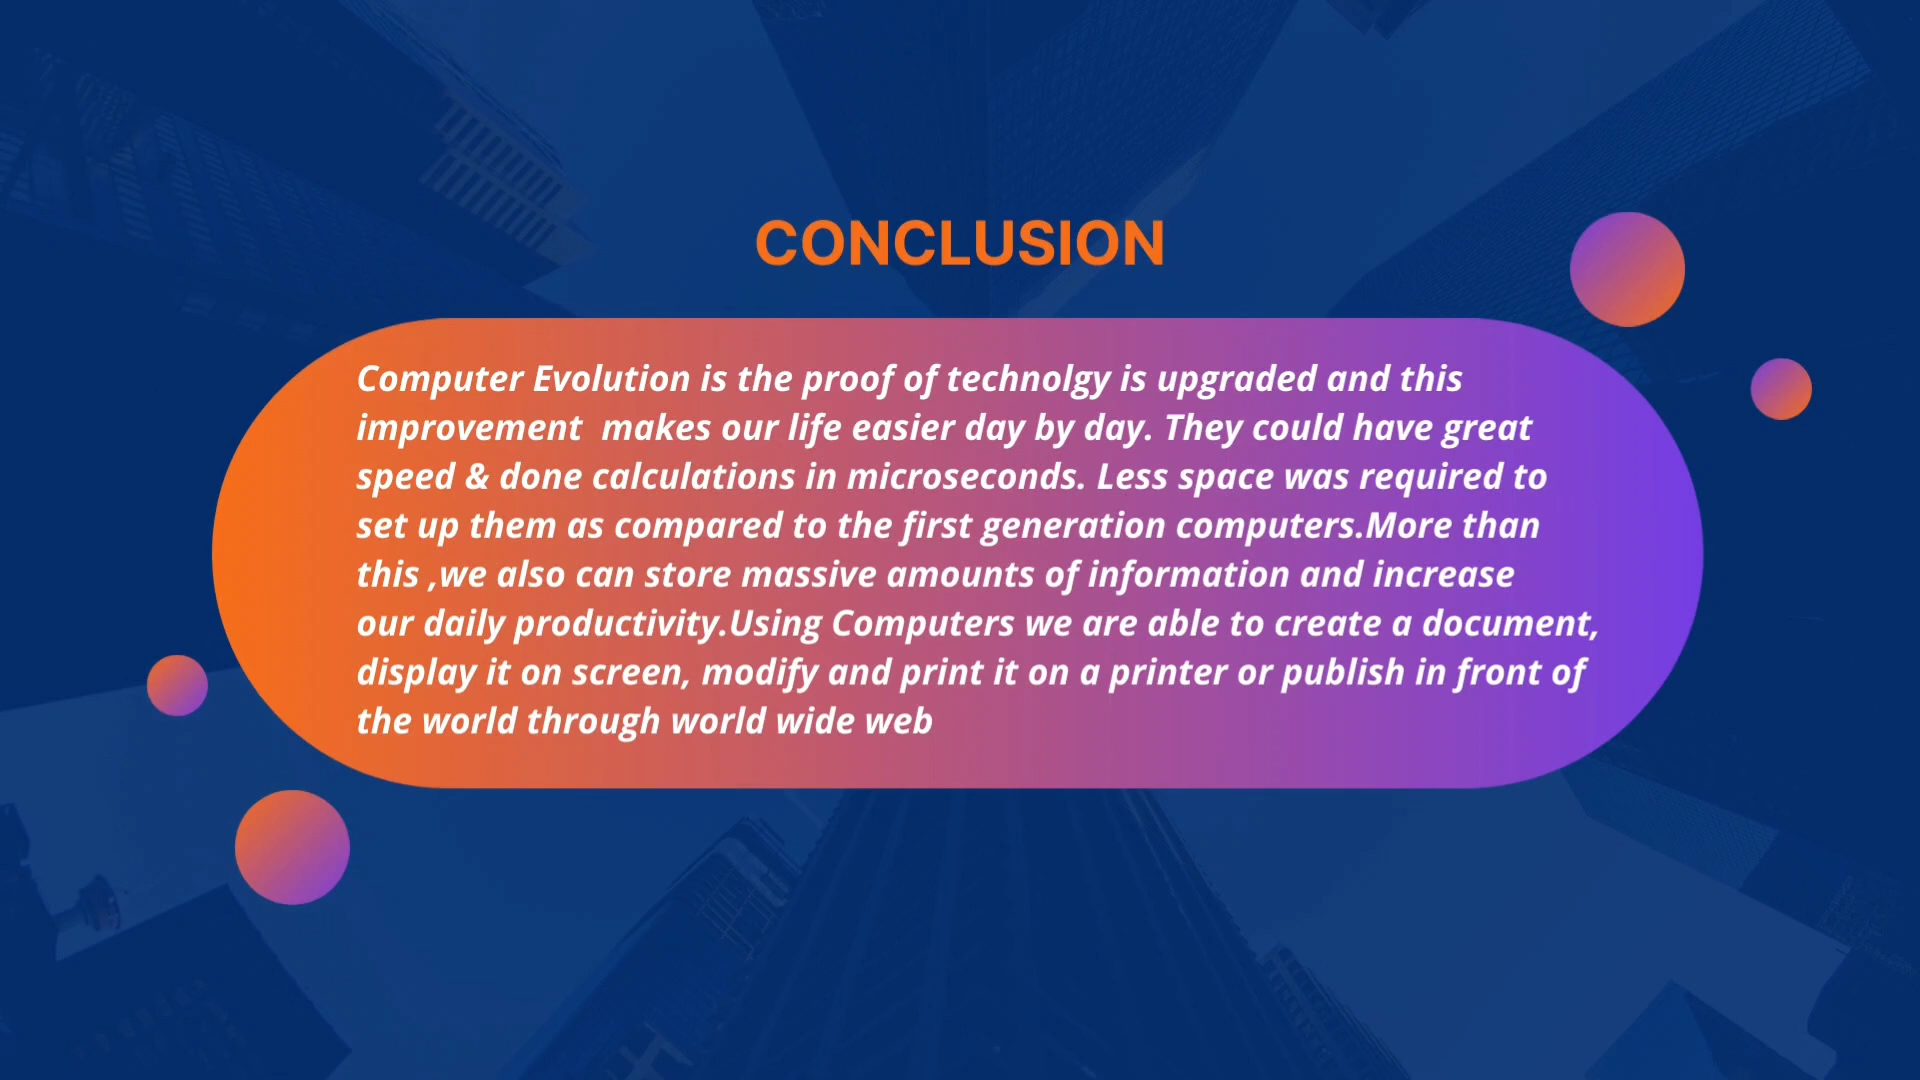 CONCLUSION
Computer Evolution is the proof of technolgy is upgraded and this
improvement  makes our life easier day by day. They could have great
speed & done calculations in microseconds. Less space was required to
set up them as compared to the first generation computers.More than
this ,we also can store massive amounts of information and increase
our daily productivity.Using Computers we are able to create a document,
display it on screen, modify and print it on a printer or publish in front of
the world through world wide web